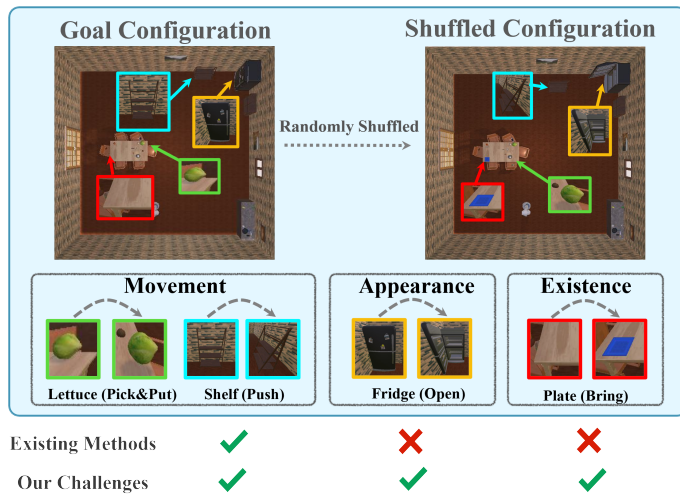 Goal Configuration
Shuffled Configuration
Randomly Shuffled
Movement
Appearance
Existence
Lettuce (Pick&Put)
Shelf (Push)
Fridge (Open)
Plate (Bring)
Existing Methods
Our Challenges